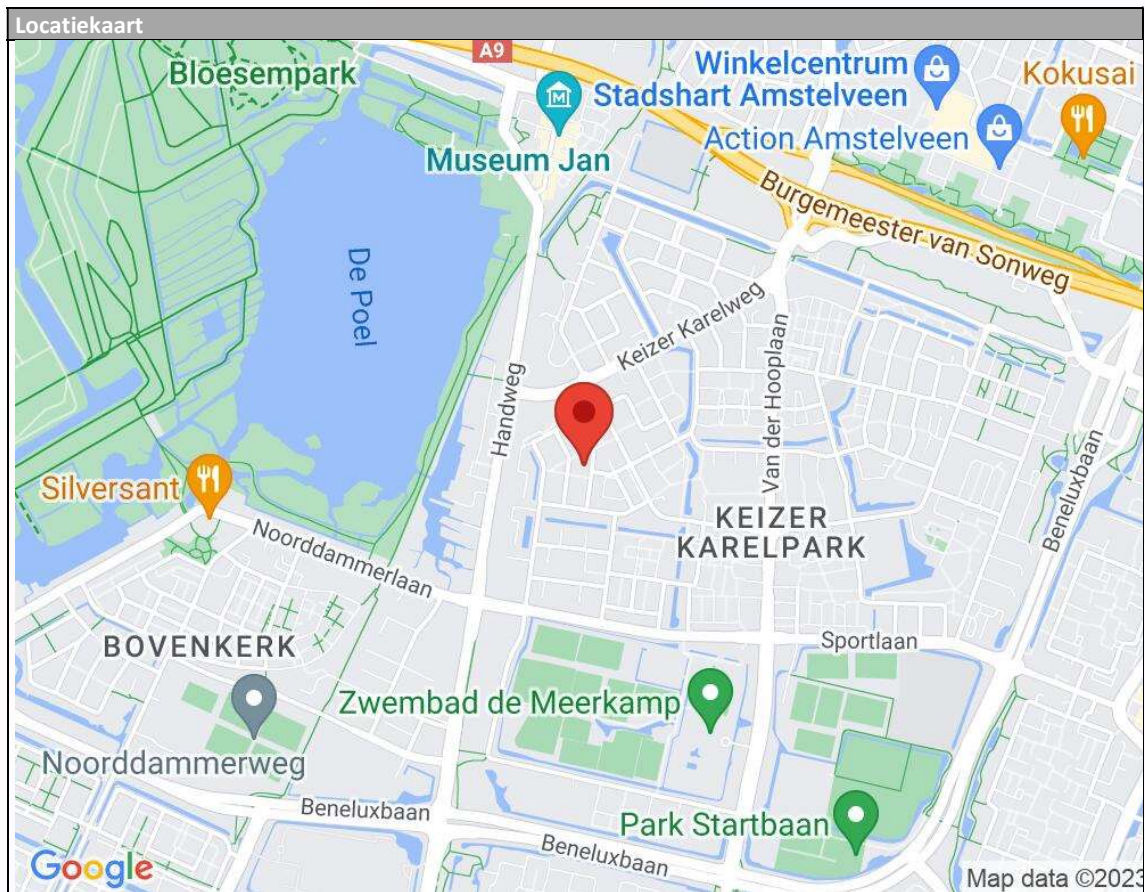 Locatiekaart
A9
Bloesempark
Winkelcentrum
Stadshart Amstelveen
Kokusai
Action Amstelveen
Museum Jan
Burgemeester van Sonweg
De Poel
Keizer Karelweg
Handweg
Van der Hooplaan
Beneluxbaan
Silversant
KEIZER
KARELPARK
Noorddammerlaan
BOVENKERK
Sportlaan
Zwembad de Meerkamp
Noorddammerweg
Beneluxbaan
Park Startbaan
Beneluxbaan
Google
Map data ©2023